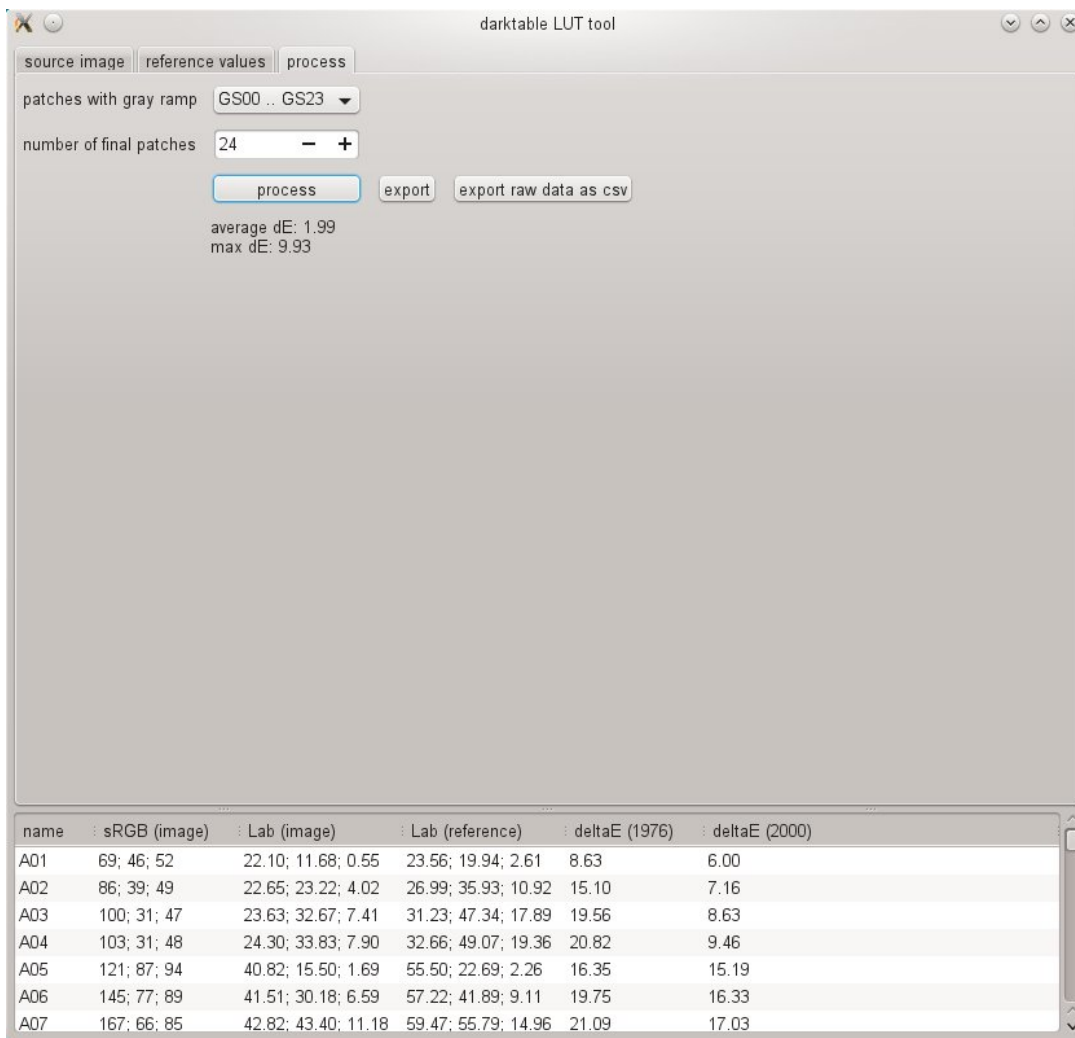 darktable LUT tool
source image reference values process
patches with gray ramp GS00 .. GS23
number of final patches 24 − +
process export export raw data as csv
average dE: 1.99
max dE: 9.93
name sRGB (image) Lab (image) Lab (reference) deltaE (1976) deltaE (2000)
A01 69; 46; 52 22.10; 11.68; 0.55 23.56; 19.94; 2.61 8.63 6.00
A02 86; 39; 49 22.65; 23.22; 4.02 26.99; 35.93; 10.92 15.10 7.16
A03 100; 31; 47 23.63; 32.67; 7.41 31.23; 47.34; 17.89 19.56 8.63
A04 103; 31; 48 24.30; 33.83; 7.90 32.66; 49.07; 19.36 20.82 9.46
A05 121; 87; 94 40.82; 15.50; 1.69 55.50; 22.69; 2.26 16.35 15.19
A06 145; 77; 89 41.51; 30.18; 6.59 57.22; 41.89; 9.11 19.75 16.33
A07 167; 66; 85 42.82; 43.40; 11.18 59.47; 55.79; 14.96 21.09 17.03